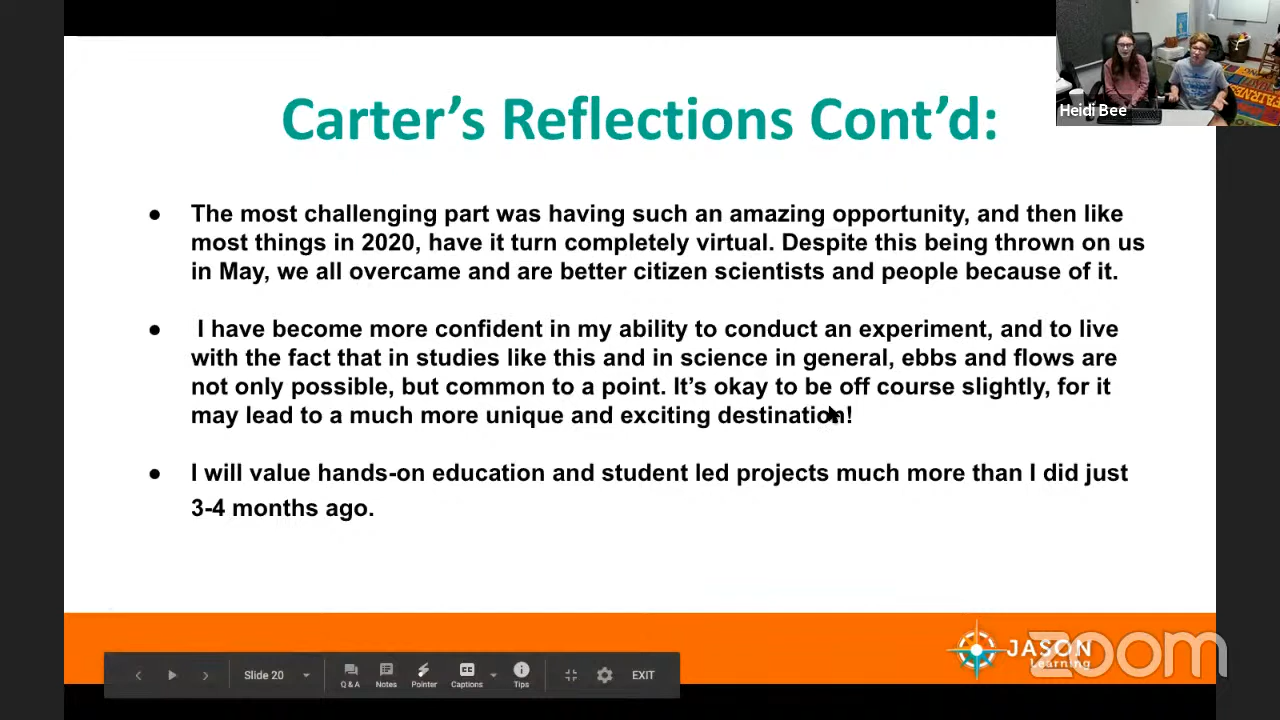 Carter's Reflections Cont'd:
Heidi Bee
● The most challenging part was having such an amazing opportunity, and then like
most things in 2020, have it turn completely virtual. Despite this being thrown on us
in May, we all overcame and are better citizen scientists and people because of it.
● I have become more confident in my ability to conduct an experiment, and to live
with the fact that in studies like this and in science in general, ebbs and flows are
not only possible, but common to a point. It's okay to be off course slightly, for it
may lead to a much more unique and exciting destination!
● I will value hands-on education and student led projects much more than I did just
3-4 months ago.
JASON
Learning
zoom
Slide 20
Q & A
Notes
Pointer
CC
Captions
Tips
EXIT